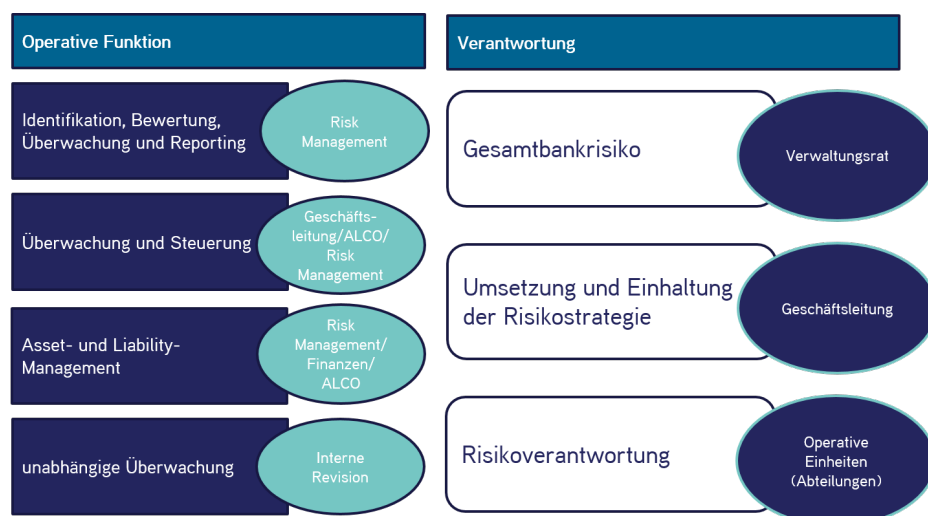 Operative Funktion
Identifikation, Bewertung,
Überwachung und Reporting
Risk
Management
Überwachung und Steuerung
Geschäfts-
leitung/ALCO/
Risk
Management
Asset- und Liability-
Management
Risk
Management/
Finanzen/
ALCO
unabhängige Überwachung
Interne
Revision
Verantwortung
Gesamtbankrisiko
Verwaltungsrat
Umsetzung und Einhaltung
der Risikostrategie
Geschäftsleitung
Risikoverantwortung
Operative
Einheiten
(Abteilungen)